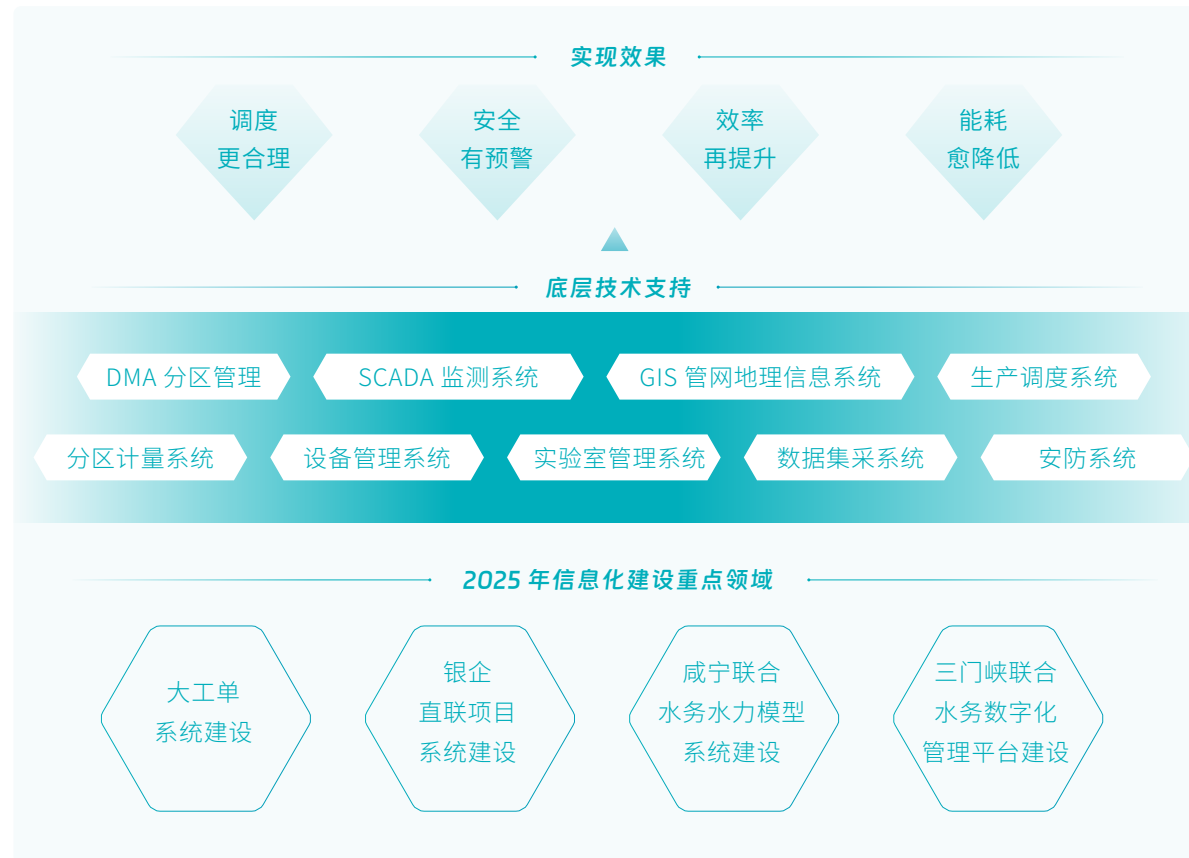 实现效果
调度
更合理
安全
有预警
效率
再提升
能耗
愈降低
底层技术支持
DMA 分区管理
SCADA 监测系统
GIS 管网地理信息系统
生产调度系统
分区计量系统
设备管理系统
实验室管理系统
数据集采系统
安防系统
2025 年信息化建设重点领域
大工单
系统建设
银企
直联项目
系统建设
咸宁联合
水务水力模型
系统建设
三门峡联合
水务数字化
管理平台建设